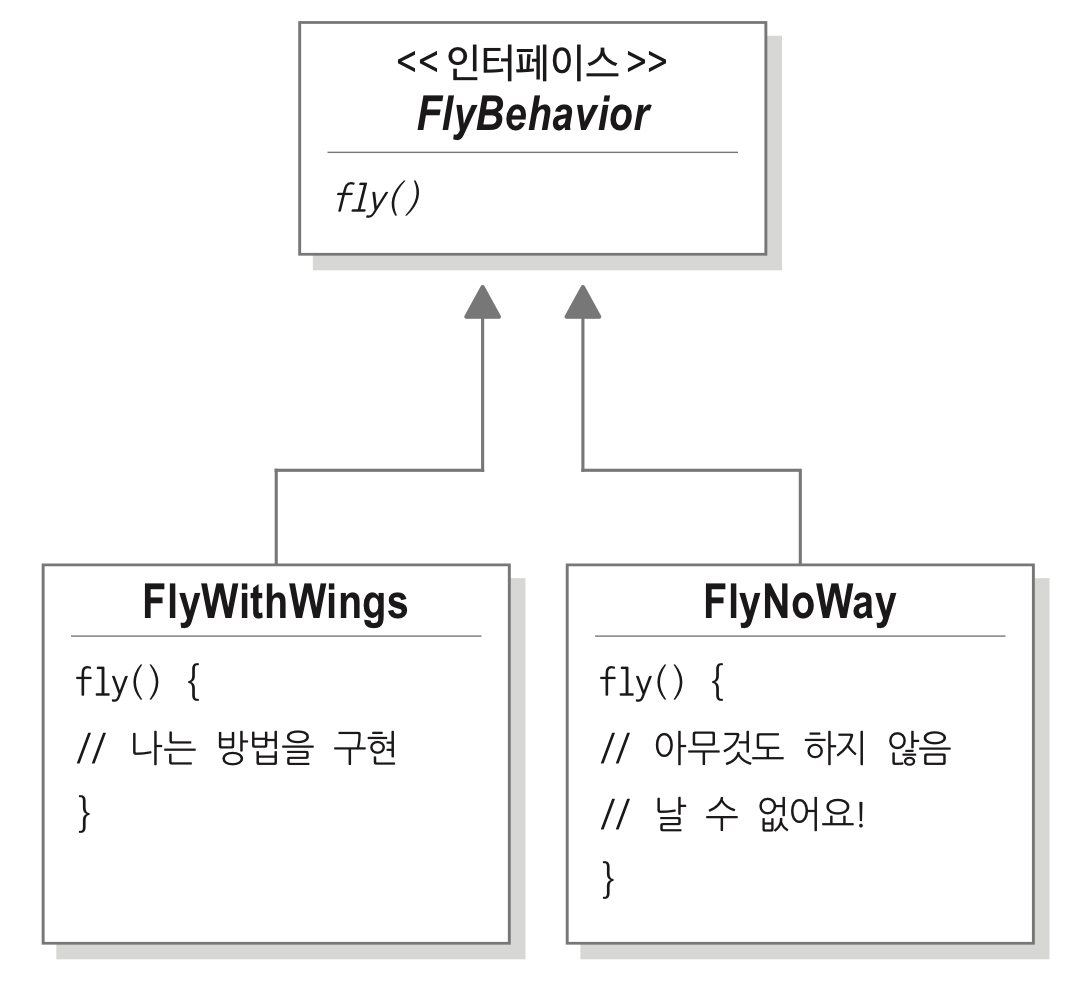 << 인터페이스 >>
FlyBehavior
fly()
FlyWithWings
fly() {
// 나는 방법을 구현
}
FlyNoWay
fly() {
// 아무것도 하지 않음
// 날 수 없어요!
}